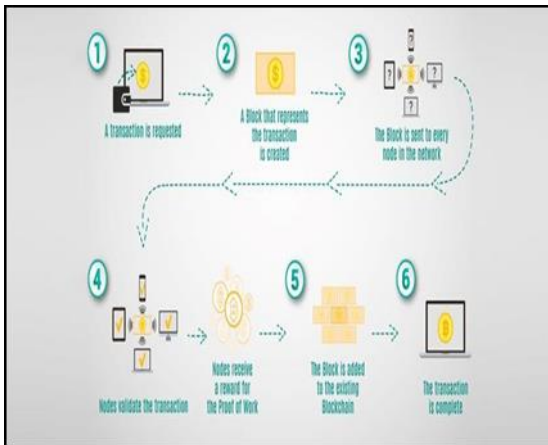 1
A transaction is requested
2
A Block that represents
the transaction
is created
3
The Block is sent to every
node in the network
4
Nodes validate the transaction
Nodes receive
a reward for
the Proof of Work
5
The Block is added
to the existing
Blockchain
6
The transaction
is complete